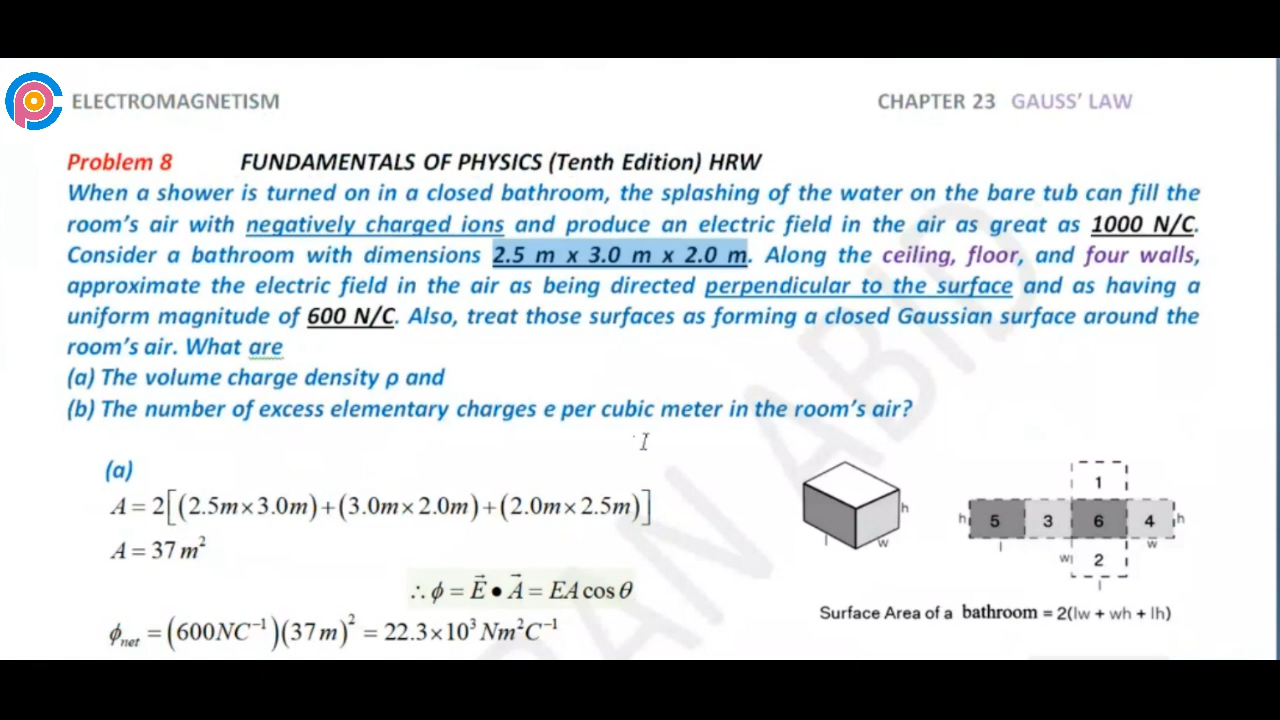 ELECTROMAGNETISM CHAPTER 23 GAUSS' LAW
Problem 8 FUNDAMENTALS OF PHYSICS (Tenth Edition) HRW
When a shower is turned on in a closed bathroom, the splashing of the water on the bare tub can fill the
room's air with negatively charged ions and produce an electric field in the air as great as 1000 N/C.
Consider a bathroom with dimensions 2.5 m x 3.0 m x 2.0 m. Along the ceiling, floor, and four walls,
approximate the electric field in the air as being directed perpendicular to the surface and as having a
uniform magnitude of 600 N/C. Also, treat those surfaces as forming a closed Gaussian surface around the
room's air. What are
(a) The volume charge density ρ and
(b) The number of excess elementary charges e per cubic meter in the room's air?
(a)
A = 2[(2.5m×3.0m)+(3.0m×2.0m)+(2.0m×2.5m)]
A = 37 m²
∴ ϕ = E⃗ • A⃗ = EA cos θ
ϕnet = (600NC⁻¹)(37m)² = 22.3×10³ Nm²C⁻¹
h
l
w
1
h 5 3 6 4 h
l w
w 2
l
Surface Area of a bathroom = 2(lw + wh + lh)